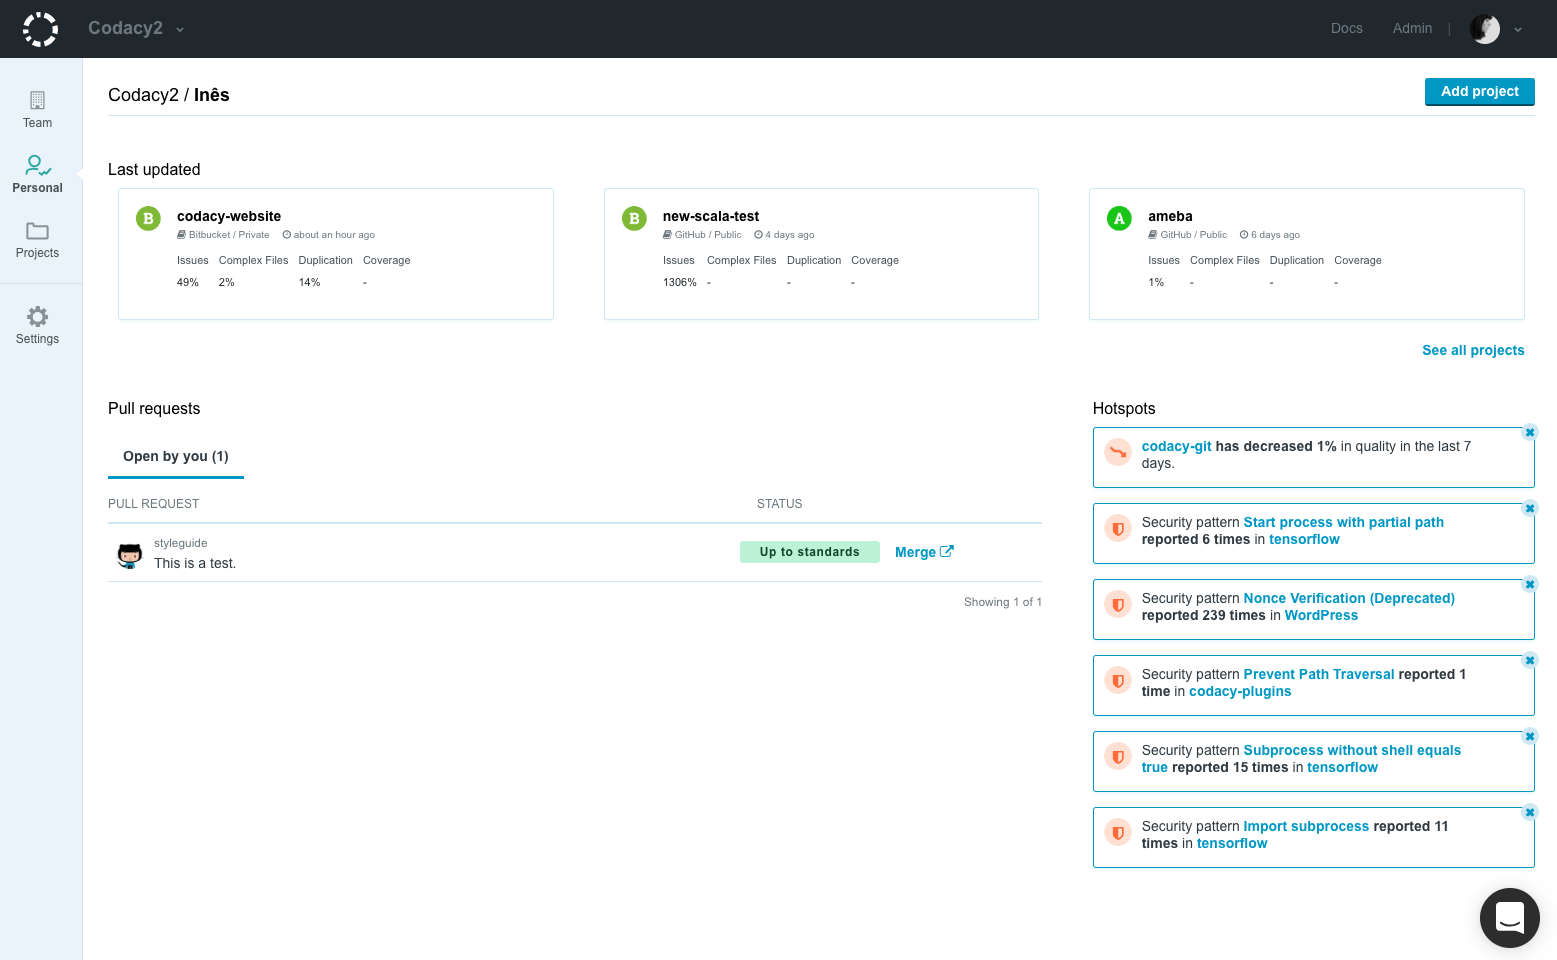 Codacy2
Docs Admin |
Team
Personal
Projects
Settings
Codacy2 / Inês
Add project
Last updated
B codacy-website
Bitbucket / Private about an hour ago
Issues Complex Files Duplication Coverage
49% 2% 14% -
B new-scala-test
GitHub / Public 4 days ago
Issues Complex Files Duplication Coverage
1306% - - -
A ameba
GitHub / Public 6 days ago
Issues Complex Files Duplication Coverage
1% - - -
See all projects
Pull requests
Open by you (1)
PULL REQUEST STATUS
styleguide
This is a test.
Up to standards Merge
Showing 1 of 1
Hotspots
codacy-git has decreased 1% in quality in the last 7
days.
Security pattern Start process with partial path
reported 6 times in tensorflow
Security pattern Nonce Verification (Deprecated)
reported 239 times in WordPress
Security pattern Prevent Path Traversal reported 1
time in codacy-plugins
Security pattern Subprocess without shell equals
true reported 15 times in tensorflow
Security pattern Import subprocess reported 11
times in tensorflow